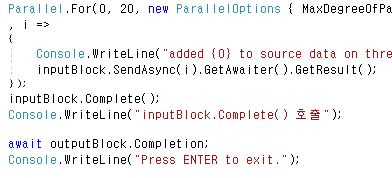 Parallel.For(0, 20, new ParallelOptions { MaxDegreeOfPa
, i =>
{
Console.WriteLine("added {0} to source data on thre
inputBlock.SendAsync(i).GetAwaiter().GetResult();
});
inputBlock.Complete();
Console.WriteLine("inputBlock.Complete() 호출");
await outputBlock.Completion;
Console.WriteLine("Press ENTER to exit.");